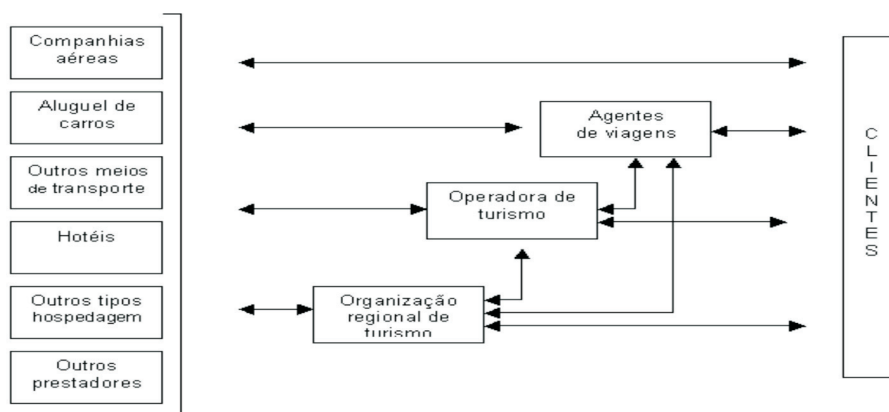 Companhias
aéreas
Aluguel de
carros
Outros meios
de transporte
Hotéis
Outros tipos
hospedagem
Outros
prestadores
Agentes
de viagens
Operadora de
turismo
Organização
regional de
turismo
CLIENTES